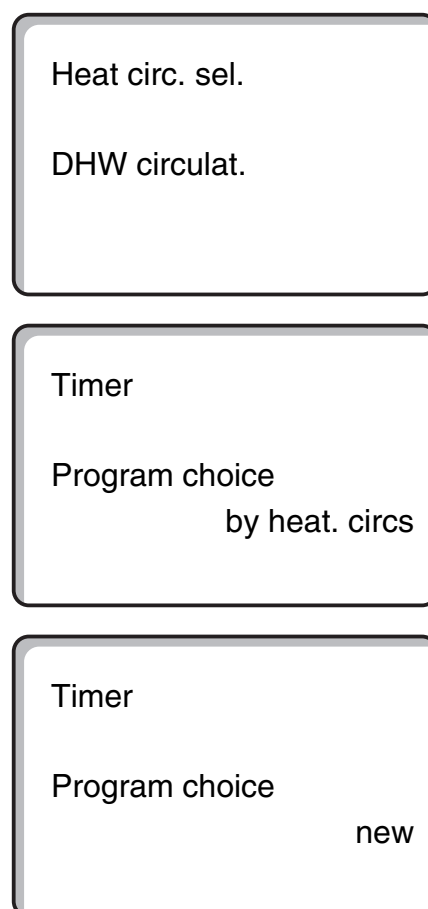 Heat circ. sel.
DHW circulat.
Timer
Program choice
by heat. circs
Timer
Program choice
new